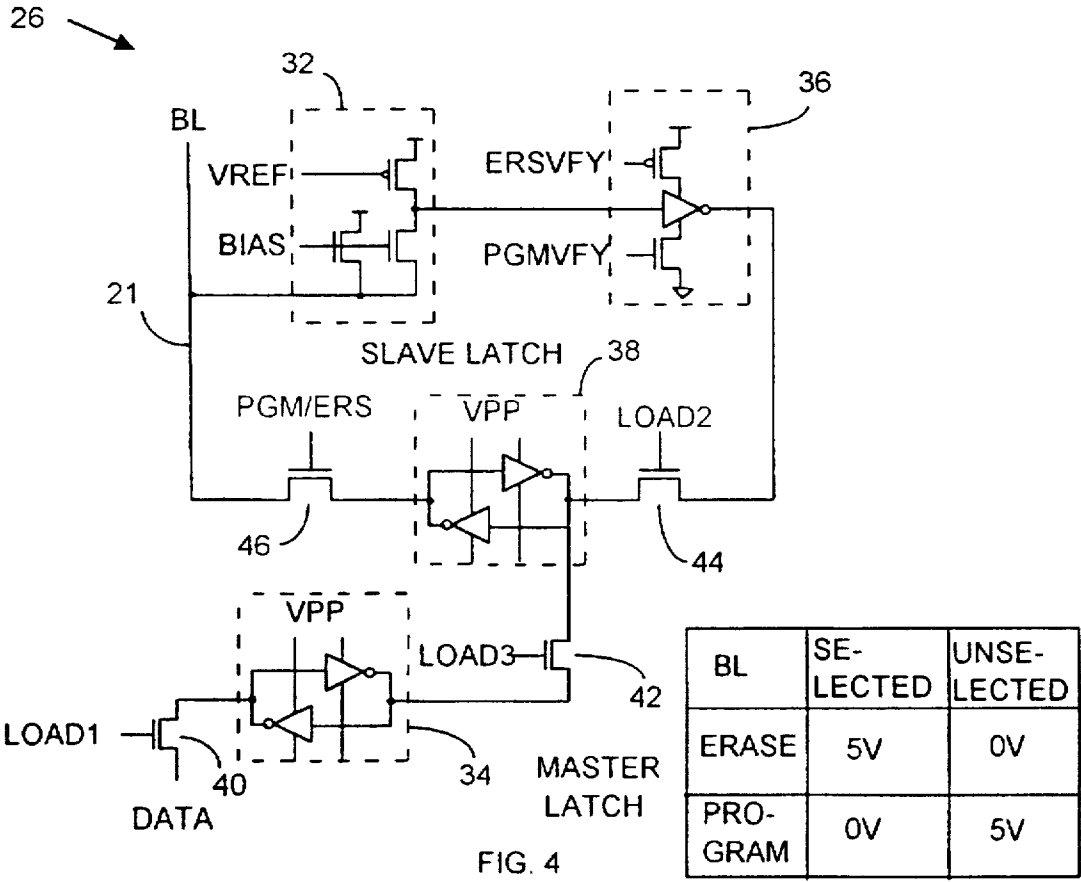 26
32
36
BL
VREF
ERSVFY
BIAS
PGMVFY
21
SLAVE LATCH
38
PGM/ERS
VPP
LOAD2
46
44
VPP
LOAD3
42
LOAD1
40
34
MASTER
LATCH
DATA
FIG. 4
BL
SE-
LECTED
UNSE-
LECTED
ERASE
5V
0V
PRO-
GRAM
0V
5V